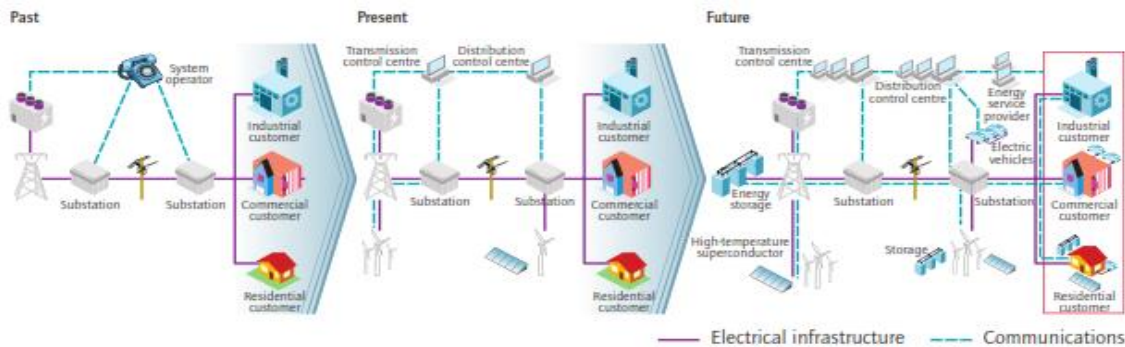 Past
System
operator
Substation
Substation
Industrial
customer
Commercial
customer
Residential
customer
Present
Transmission
control centre
Distribution
control centre
Substation
Substation
Industrial
customer
Commercial
customer
Residential
customer
Future
Transmission
control centre
Distribution
control centre
Energy
service
provider
Electric
vehicles
Energy
storage
Substation
Substation
High-temperature
superconductor
Storage
Industrial
customer
Commercial
customer
Residential
customer
Electrical infrastructure
Communications